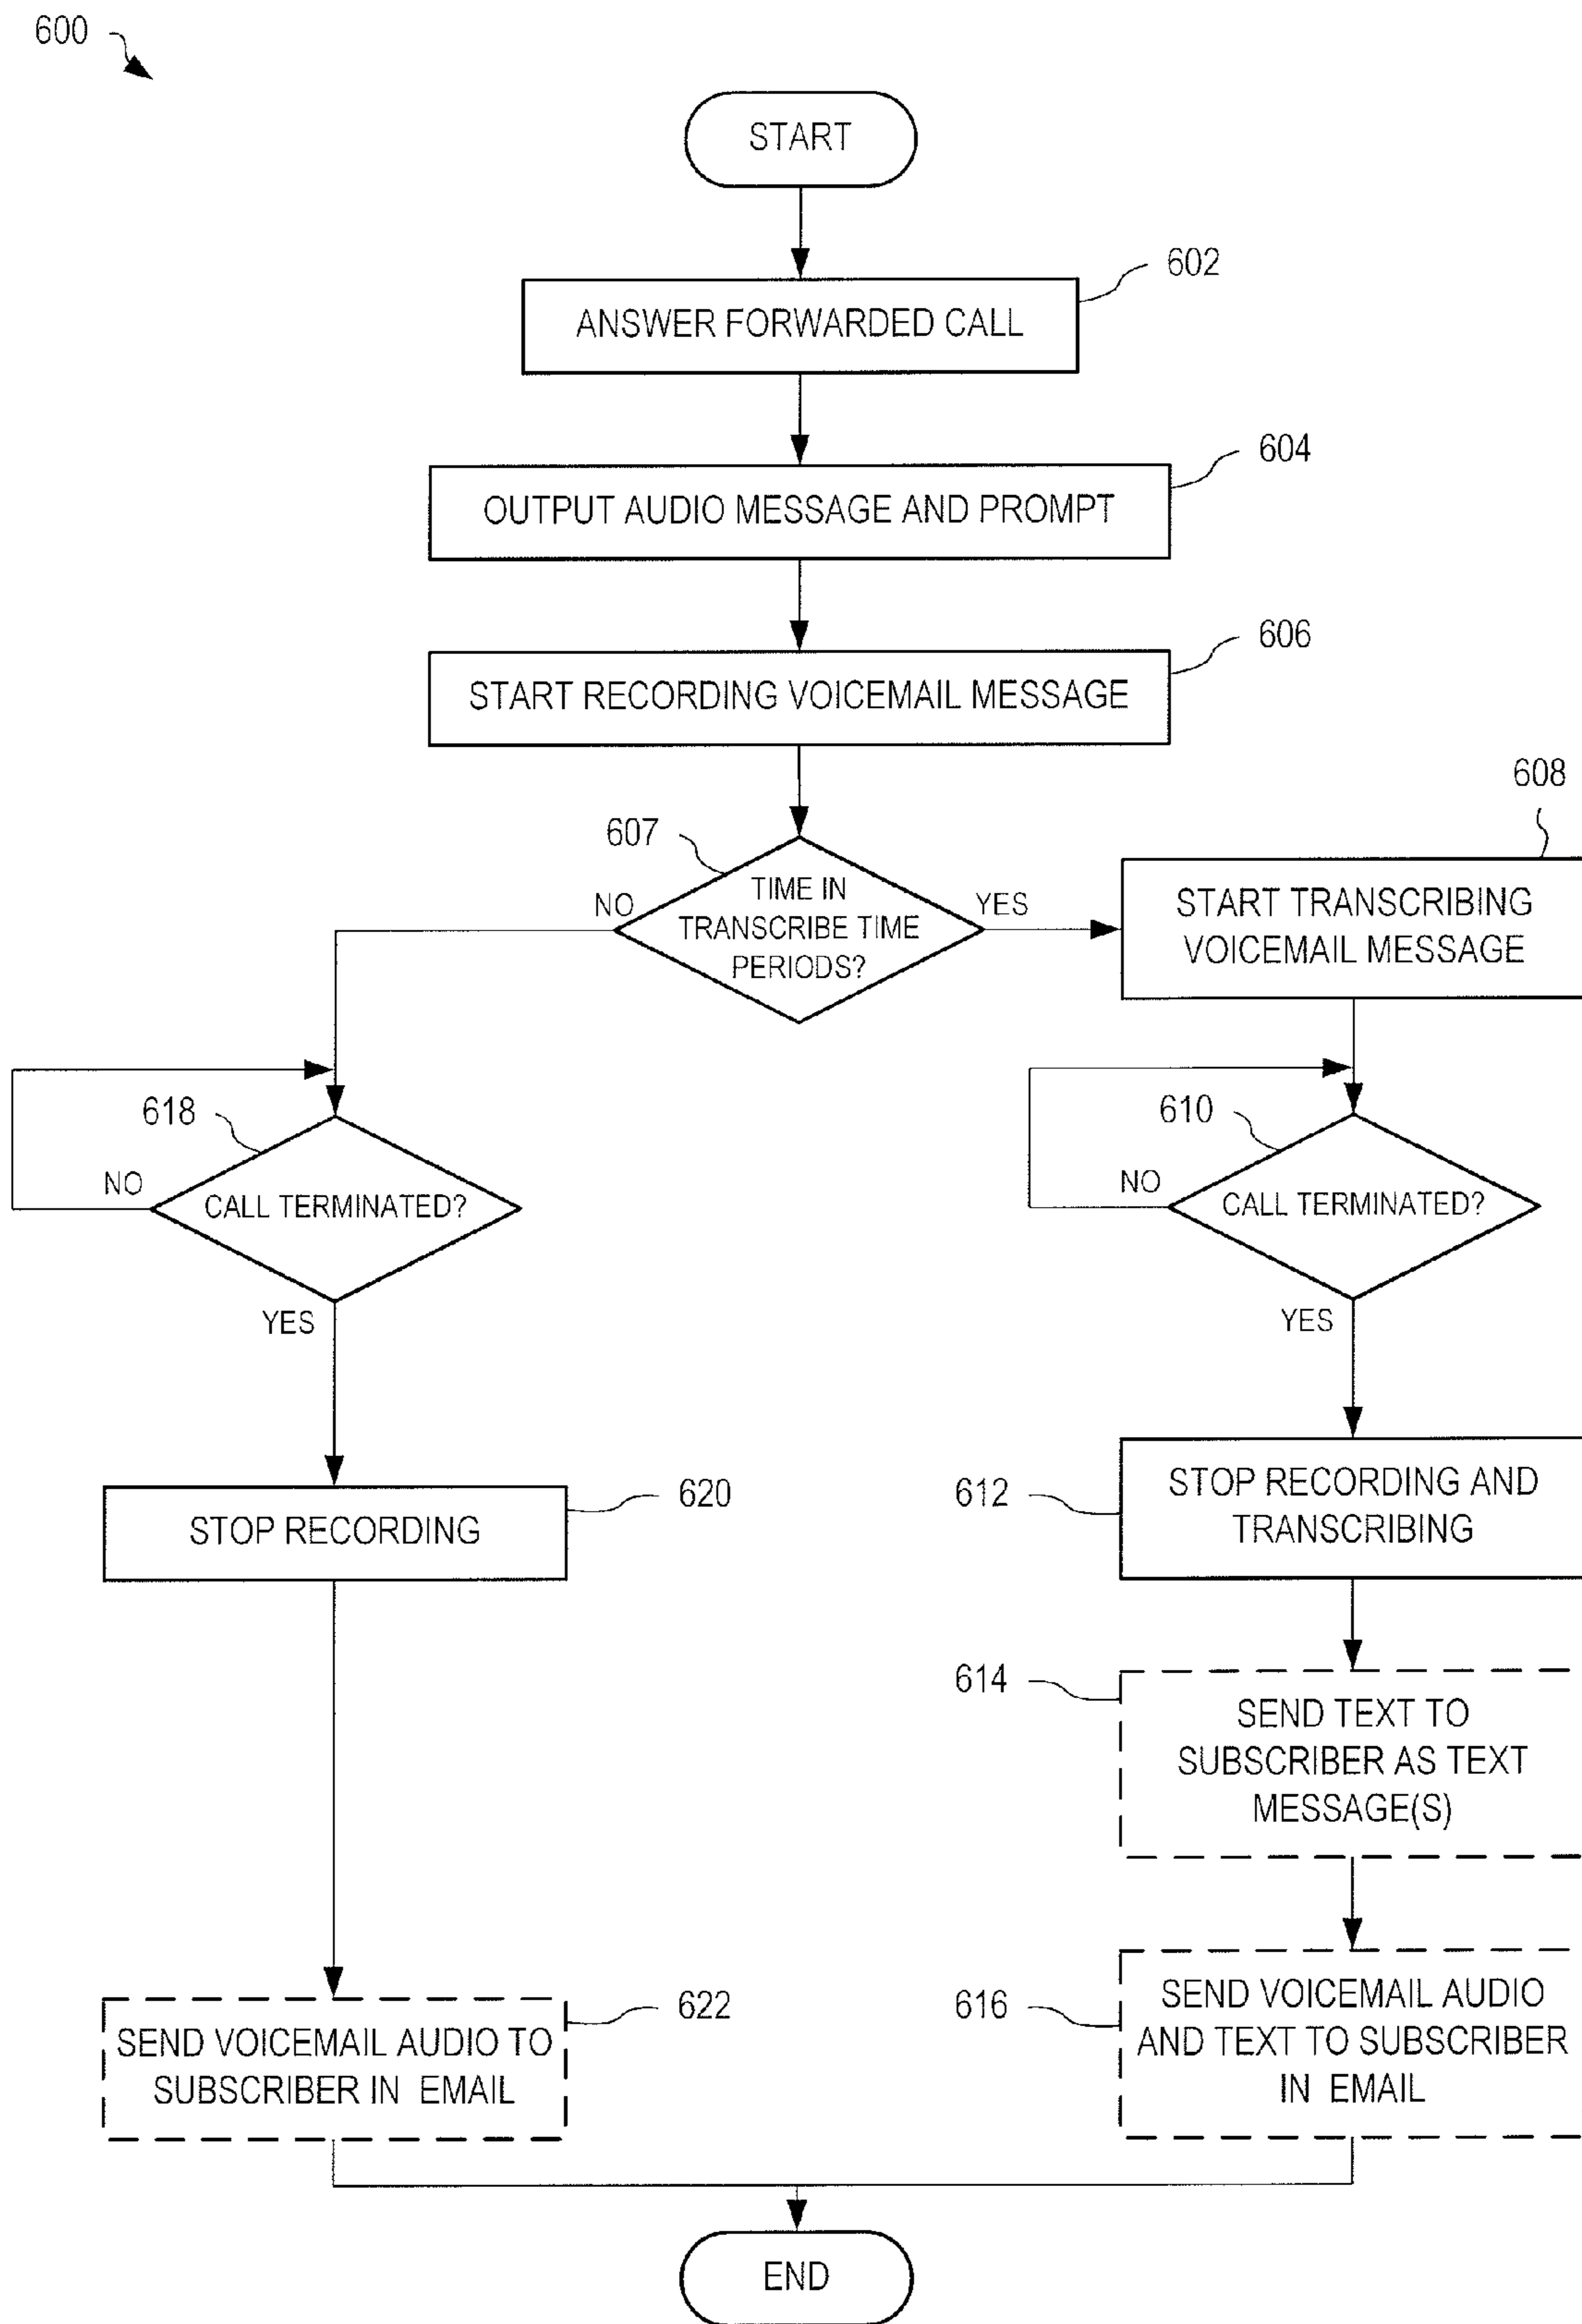 600
START
602
ANSWER FORWARDED CALL
604
OUTPUT AUDIO MESSAGE AND PROMPT
606
START RECORDING VOICEMAIL MESSAGE
607
TIME IN
TRANSCRIBE TIME
PERIODS?
NO
YES
608
START TRANSCRIBING
VOICEMAIL MESSAGE
618
CALL TERMINATED?
NO
YES
610
CALL TERMINATED?
NO
YES
620
STOP RECORDING
612
STOP RECORDING AND
TRANSCRIBING
614
SEND TEXT TO
SUBSCRIBER AS TEXT
MESSAGE(S)
622
SEND VOICEMAIL AUDIO TO
SUBSCRIBER IN EMAIL
616
SEND VOICEMAIL AUDIO
AND TEXT TO SUBSCRIBER
IN EMAIL
END